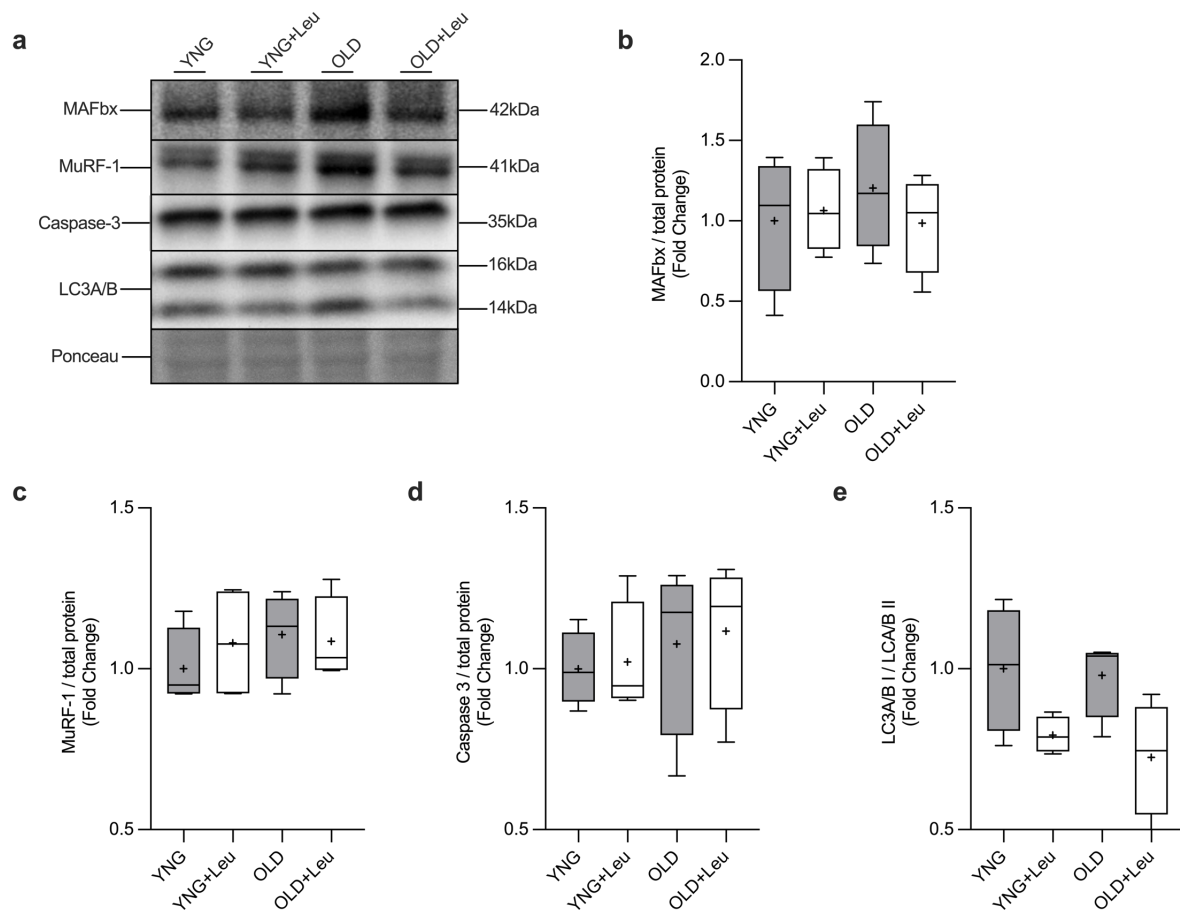 a
YNG
YNG+Leu
OLD
OLD+Leu
MAFbx
42kDa
MuRF-1
41kDa
Caspase-3
35kDa
16kDa
LC3A/B
14kDa
Ponceau
b
MAFbx / total protein
(Fold Change)
2.0
1.5
1.0
0.5
0.0
YNG
YNG+Leu
OLD
OLD+Leu
c
MuRF-1 / total protein
(Fold Change)
1.5
1.0
0.5
YNG
YNG+Leu
OLD
OLD+Leu
d
Caspase 3 / total protein
(Fold Change)
1.5
1.0
0.5
YNG
YNG+Leu
OLD
OLD+Leu
e
LC3A/B I / LCA/B II
(Fold Change)
1.5
1.0
0.5
YNG
YNG+Leu
OLD
OLD+Leu